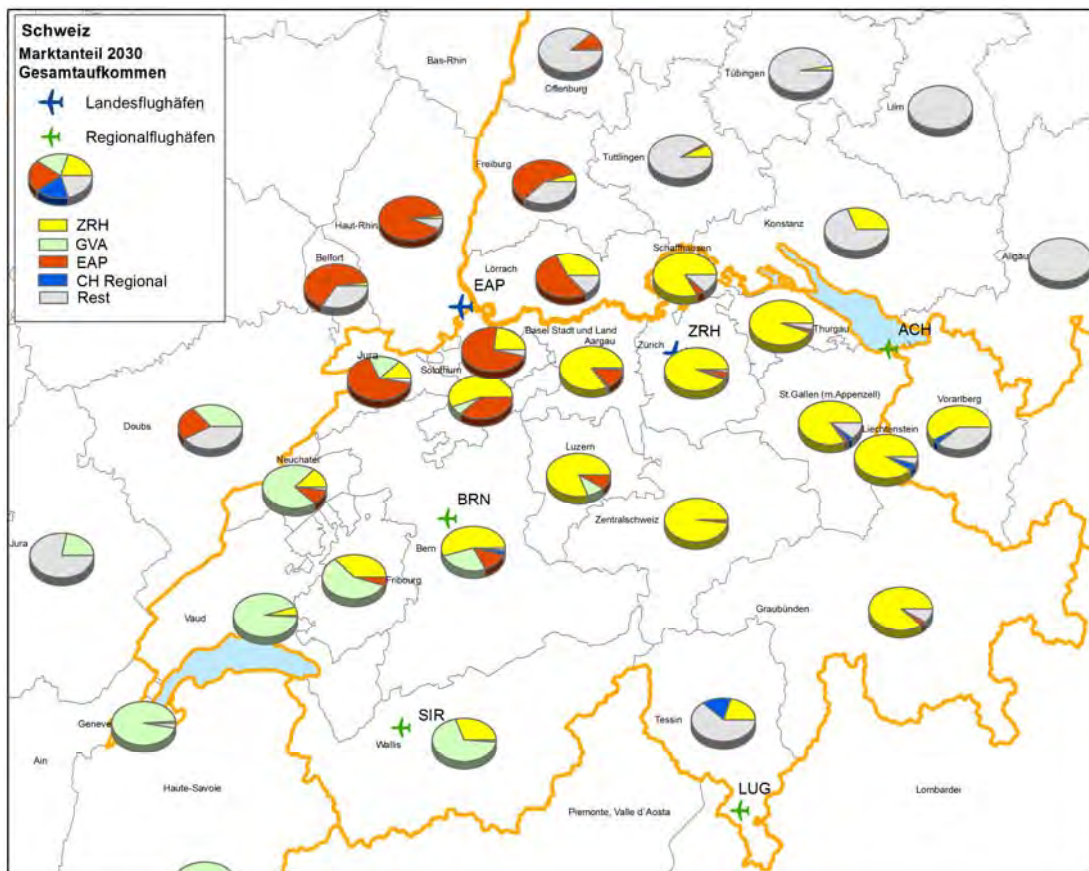 Schweiz
Marktanteil 2030
Gesamtaufkommen
Landesflughäfen
Regionalflughäfen
ZRH
GVA
EAP
CH Regional
Rest
Bas-Rhin
Offenburg
Tübingen
Ulm
Freiburg
Tuttlingen
Haut-Rhin
Konstanz
Schaffhausen
Belfort
Lörrach
Allgäu
EAP
Basel Stadt und Land
Aargau
Zürich
ZRH
Thurgau
ACH
Jura
Solothurn
St.Gallen (m.Appenzell)
Vorarlberg
Liechtenstein
Doubs
Luzern
Neuchatel
BRN
Zentralschweiz
Jura
Bern
Fribourg
Graubünden
Vaud
Geneve
SIR
Wallis
Tessin
Ain
Haute-Savoie
LUG
Lombardei
Piemonte, Valle d'Aosta